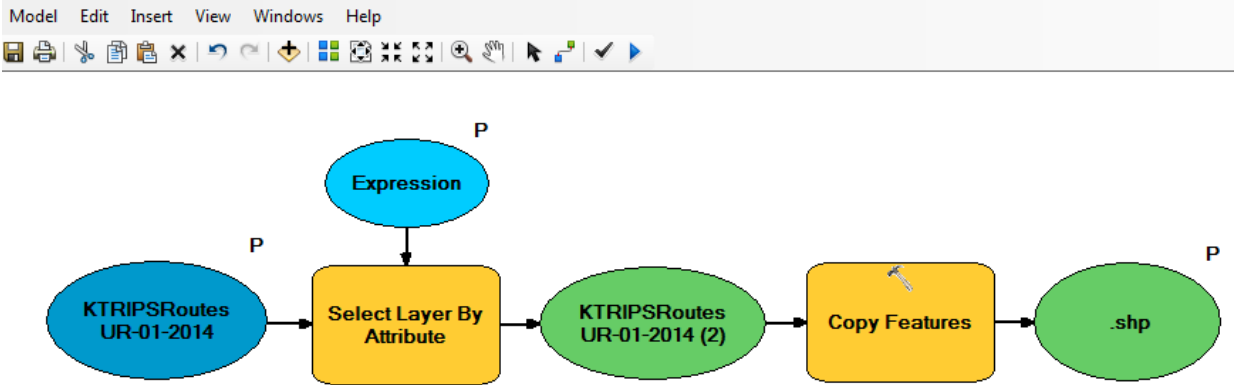 Model Edit Insert View Windows Help
P
Expression
P
P
KTRIPSRoutes
UR-01-2014
Select Layer By
Attribute
KTRIPSRoutes
UR-01-2014 (2)
Copy Features
.shp